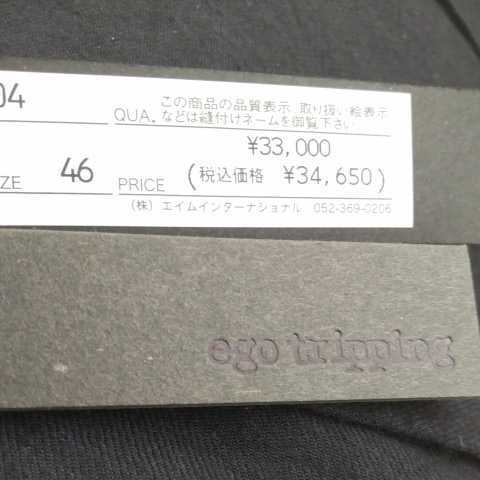 04
QUA. この商品の品質表示 取り扱い絵表示
などは縫付けネームを御覧下さい
¥33,000
ZE 46 PRICE (税込価格 ¥34,650)
(株) エイムインターナショナル 052-369-0206
ego tripping